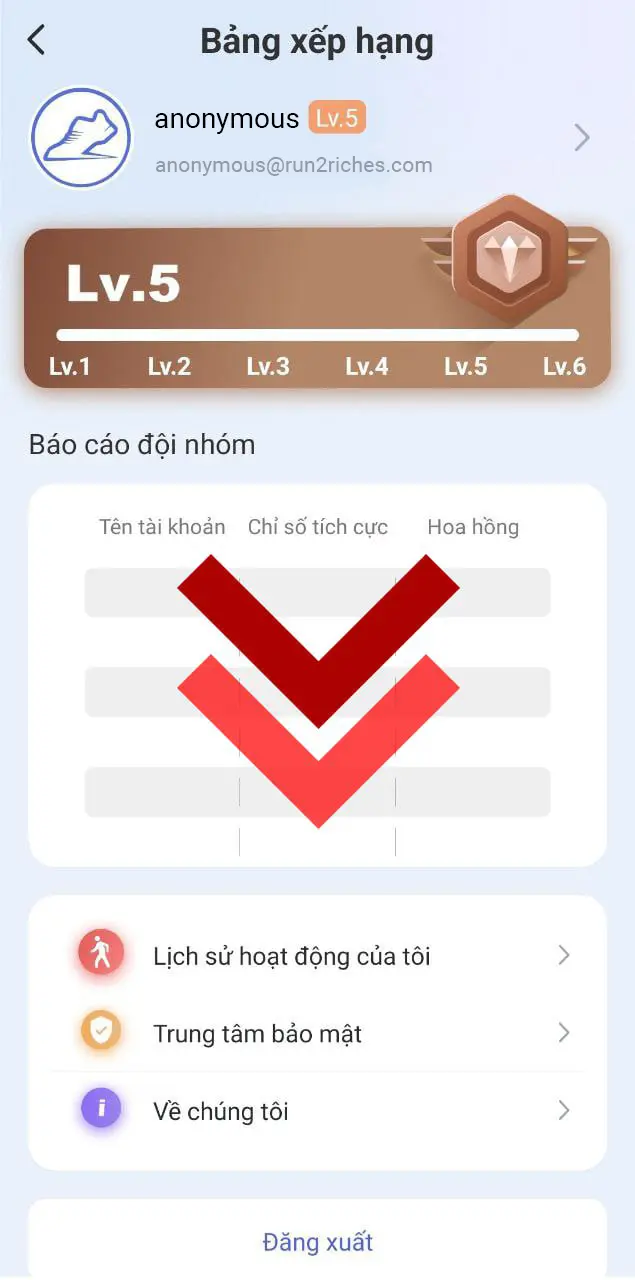 Bảng xếp hạng
anonymous Lv.5
anonymous@run2riches.com
Lv.5
Lv.1 Lv.2 Lv.3 Lv.4 Lv.5 Lv.6
Báo cáo đội nhóm
Tên tài khoản Chỉ số tích cực Hoa hồng
Lịch sử hoạt động của tôi
Trung tâm bảo mật
Về chúng tôi
Đăng xuất